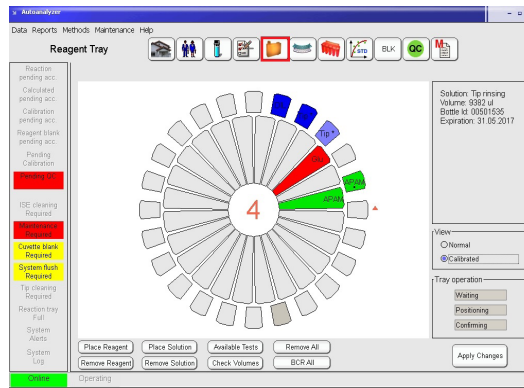 Autoanalyzer
Data Reports Methods Maintenance Help
Reagent Tray
STD
BLK
QC
M
Reaction
pending acc.
Calculated
pending acc.
Calibration
pending acc.
Reagent blank
pending acc.
Pending
Calibration
Pending QC
ISE cleaning
Required
Maintenance
Required
Cuvette blank
Required
System flush
Required
Tip cleaning
Required
Reaction tray
Full
System
Alerts
System
Log
Tip *
Glu
APAM
APAM
4
Solution: Tip rinsing
Volume: 9382 ul
Bottle Id: 00501535
Expiration: 31.05.2017
View
Normal
Calibrated
Tray operation
Waiting
Positioning
Confirming
Place Reagent
Place Solution
Available Tests
Remove All
Remove Reagent
Remove Solution
Check Volumes
BCR All
Apply Changes
Online
Operating